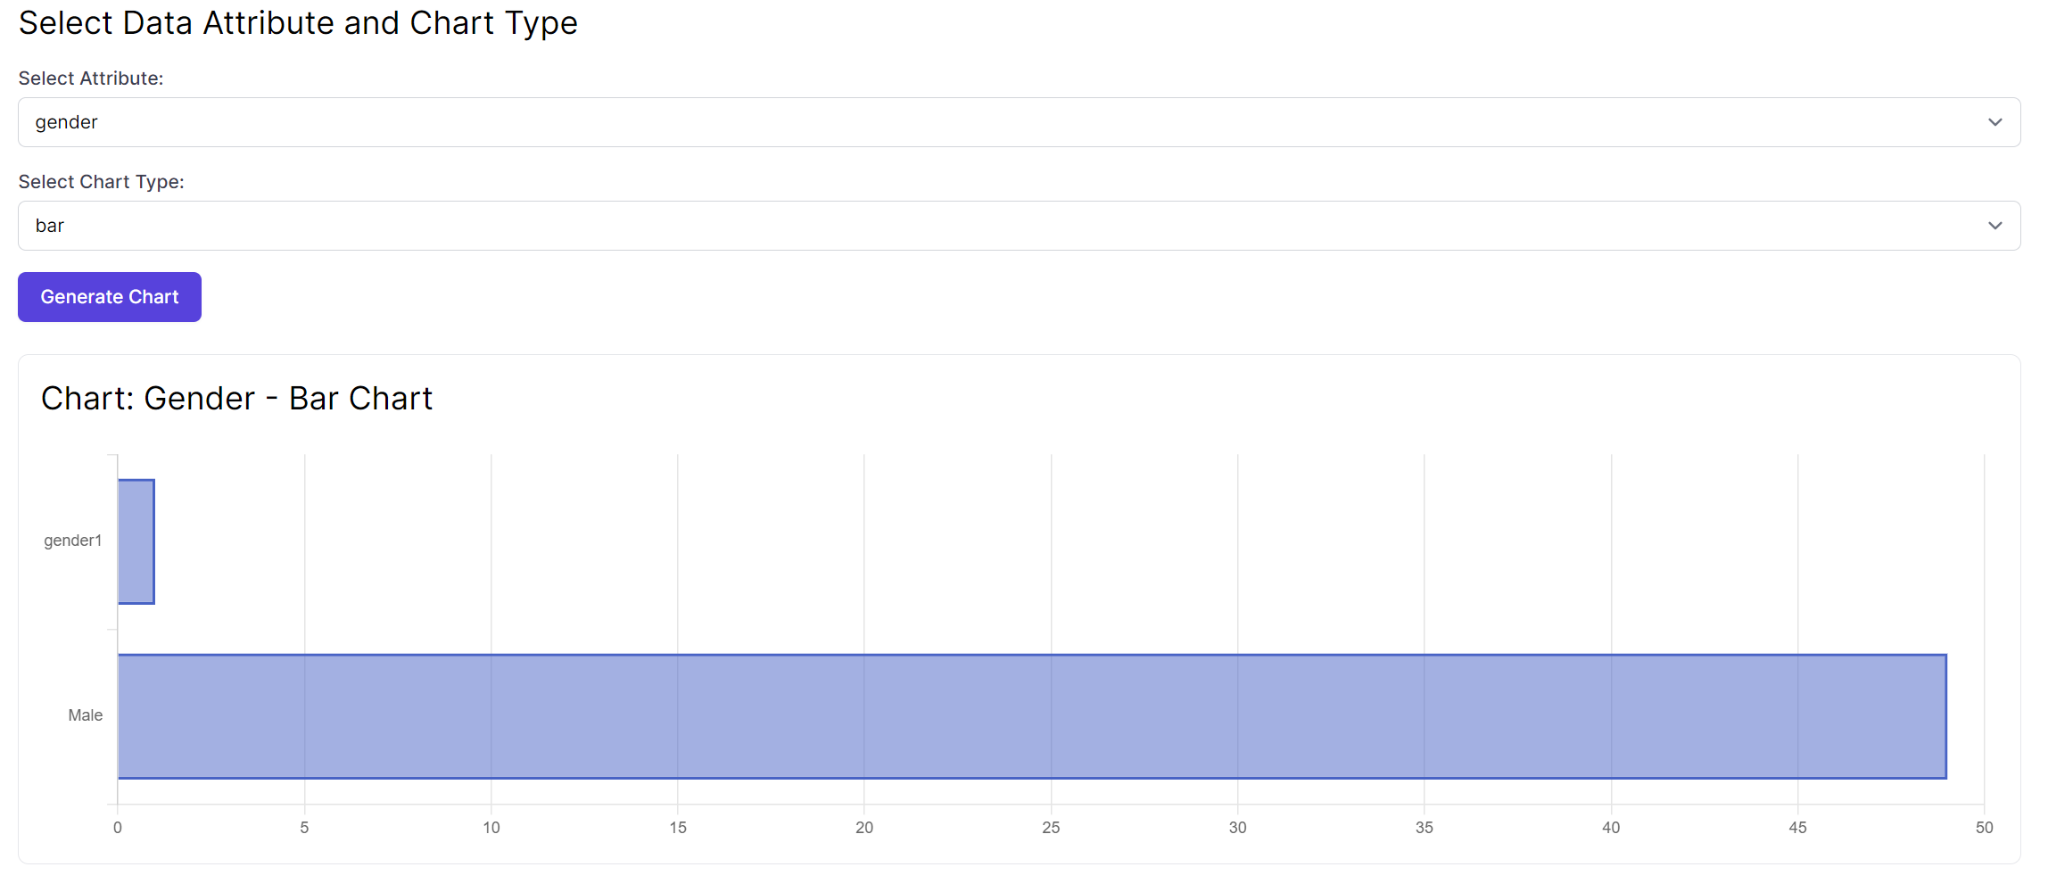 Select Data Attribute and Chart Type
Select Attribute:
gender
Select Chart Type:
bar
Generate Chart
Chart: Gender - Bar Chart
gender1
Male
0 5 10 15 20 25 30 35 40 45 50